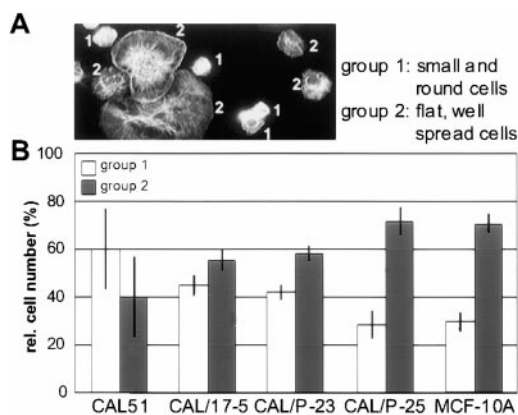 A
1
2
2
1
2
2
2
1
1
group 1: small and
round cells
group 2: flat, well
spread cells
B
100
80
60
40
20
0
rel. cell number (%)
group 1
group 2
CAL51 CAL/17-5 CAL/P-23 CAL/P-25 MCF-10A